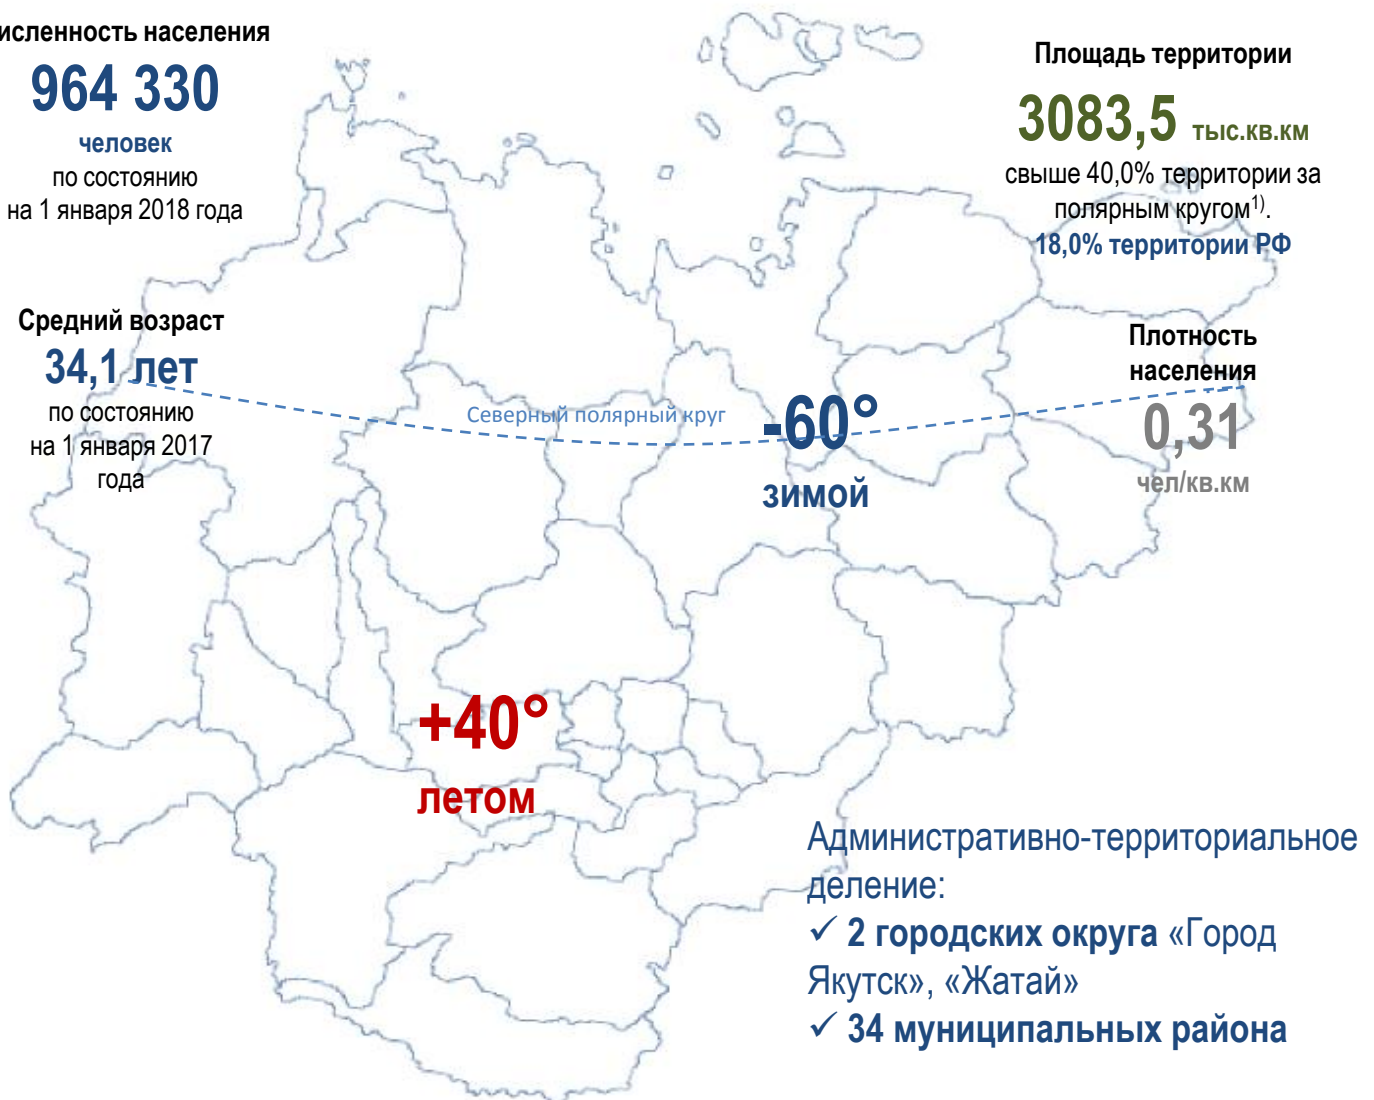 исленность населения
964 330
человек
по состоянию
на 1 января 2018 года
Площадь территории
3083,5 тыс.кв.км
свыше 40,0% территории за
полярным кругом1).
18,0% территории РФ
Средний возраст
34,1 лет
по состоянию
на 1 января 2017
года
Плотность
населения
0,31
чел/кв.км
Северный полярный круг
-60°
зимой
+40°
летом
Административно-территориальное
деление:
✓ 2 городских округа «Город
Якутск», «Жатай»
✓ 34 муниципальных района